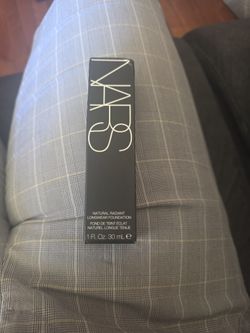 NARS
NATURAL RADIANT
LONGWEAR FOUNDATION
FOND DE TEINT ÉCLAT
NATUREL LONGUE TENUE
1 FL. OZ. 30 mL ℮